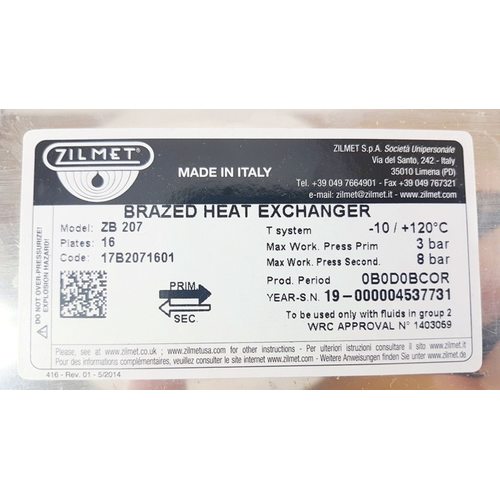 ZILMET®
MADE IN ITALY
ZILMET S.p.A. Società Unipersonale
Via del Santo, 242 - Italy
35010 Limena (PD)
Tel. +39 049 7664901 - Fax +39 049 767321
e-mail: zilmet@zilmet.it - www.zilmet.it
BRAZED HEAT EXCHANGER
Model: ZB 207
Plates: 16
Code: 17B2071601
PRIM
SEC
T system -10 / +120°C
Max Work. Press Prim 3 bar
Max Work. Press Second. 8 bar
Prod. Period 0B0D0BCOR
YEAR-S.N. 19-000004537731
To be used only with fluids in group 2
WRC APPROVAL N° 1403059
DO NOT OVER-PRESSURIZE!
EXPLOSION HAZARD!
Please, see at www.zilmet.co.uk ; www.zilmetusa.com for other instructions - Per ulteriori istruzioni consultare il sito www.zilmet.it
Pour des informations complémentaires, consultez le site www.zilmet.it - Weitere Anweisungen finden Sie unter www.zilmet.de
416 - Rev. 01 - 5/2014